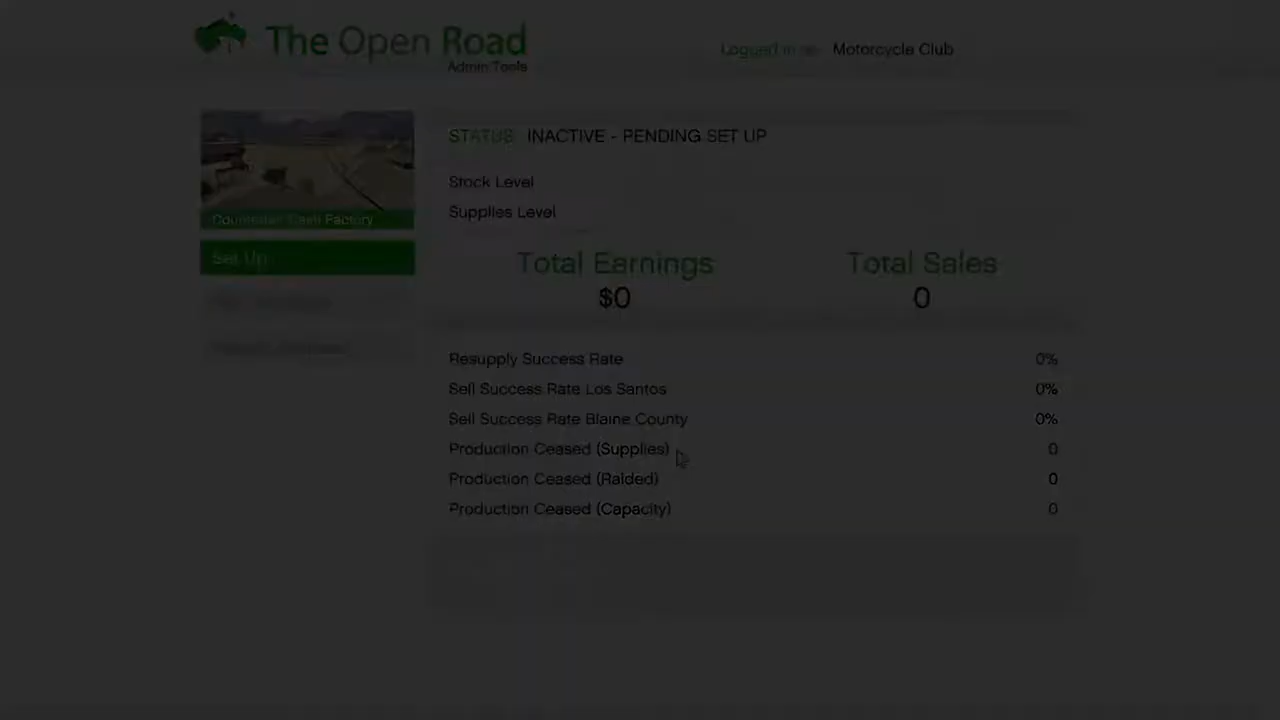 The Open Road
Admin Tools
Logged in as Motorcycle Club
STATUS INACTIVE - PENDING SET UP
Stock Level
Supplies Level
Counterfeit Cash Factory
Set Up
Total Earnings Total Sales
$0 0
Resupply Success Rate 0%
Sell Success Rate Los Santos 0%
Sell Success Rate Blaine County 0%
Production Ceased (Supplies) 0
Production Ceased (Raided) 0
Production Ceased (Capacity) 0